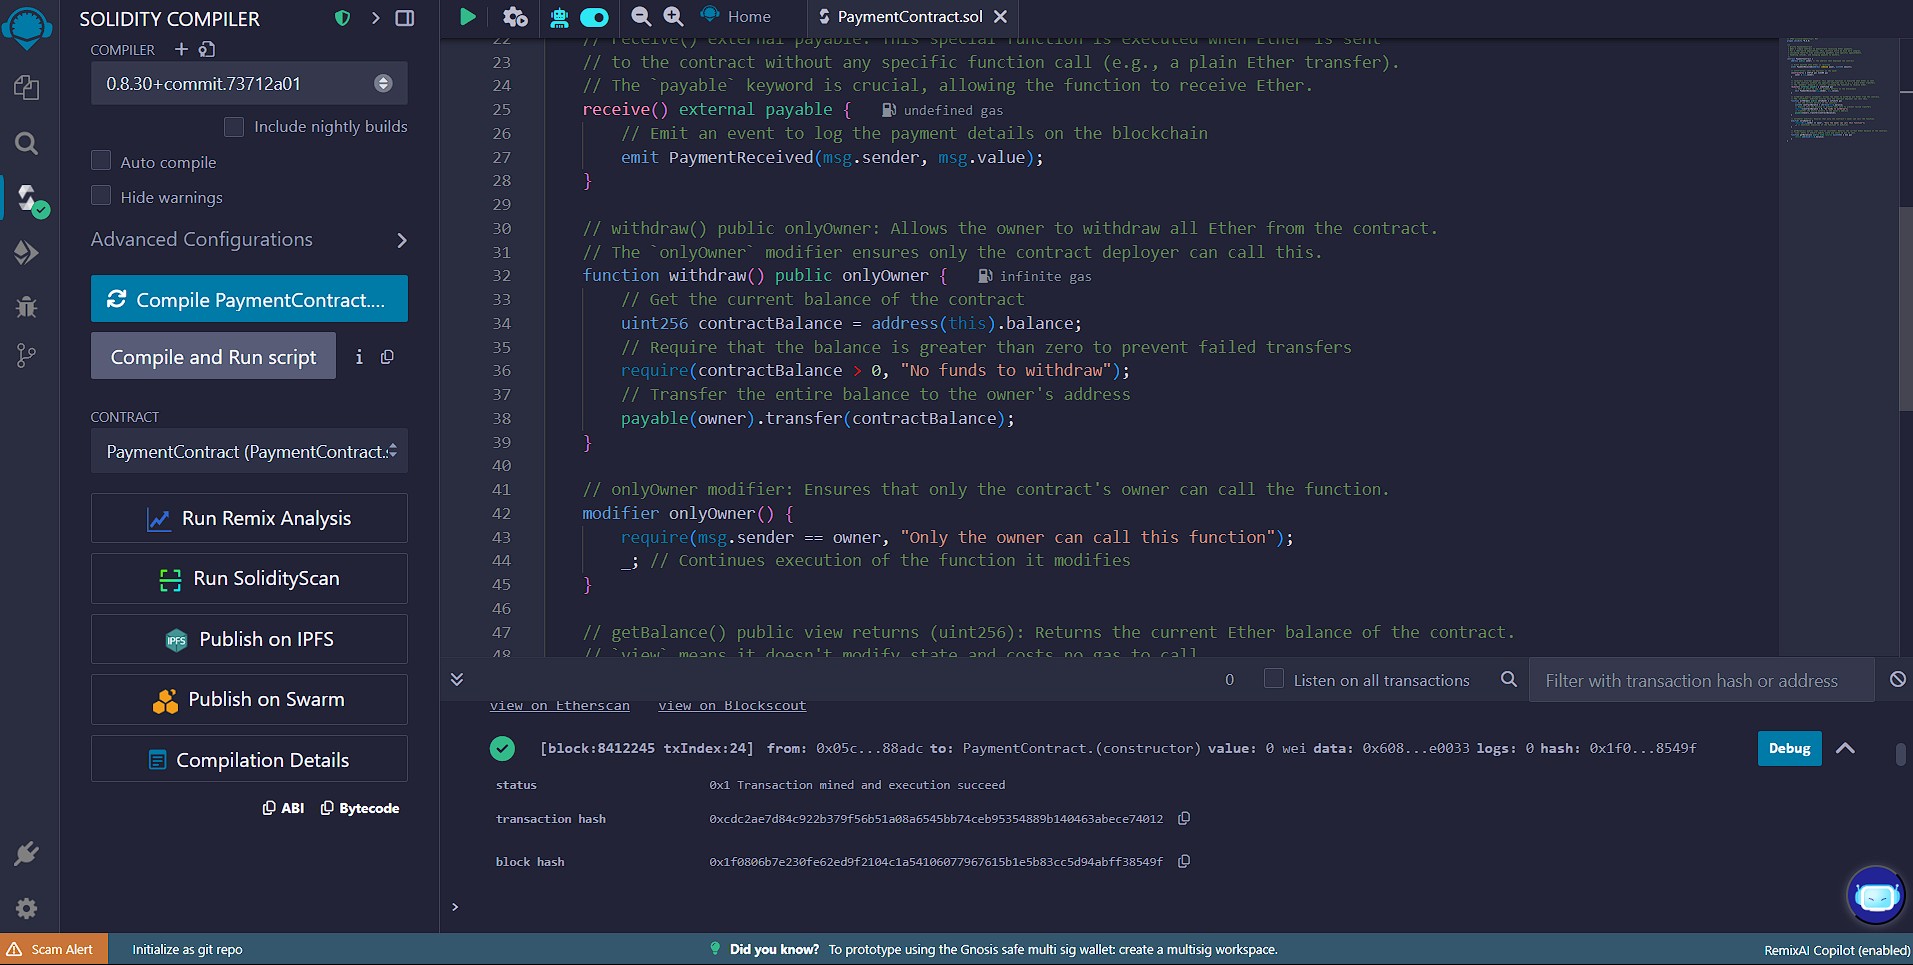 SOLIDITY COMPILER
COMPILER
0.8.30+commit.73712a01
Include nightly builds
Auto compile
Hide warnings
Advanced Configurations
Compile PaymentContract....
Compile and Run script
i
CONTRACT
PaymentContract (PaymentContract.s
Run Remix Analysis
Run SolidityScan
IPFS
Publish on IPFS
Publish on Swarm
Compilation Details
ABI Bytecode
Home PaymentContract.sol
22 // receive() external payable: This special function is executed when Ether is sent
23 // to the contract without any specific function call (e.g., a plain Ether transfer).
24 // The `payable` keyword is crucial, allowing the function to receive Ether.
25 receive() external payable { undefined gas
26 // Emit an event to log the payment details on the blockchain
27 emit PaymentReceived(msg.sender, msg.value);
28 }
29
30 // withdraw() public onlyOwner: Allows the owner to withdraw all Ether from the contract.
31 // The `onlyOwner` modifier ensures only the contract deployer can call this.
32 function withdraw() public onlyOwner { infinite gas
33 // Get the current balance of the contract
34 uint256 contractBalance = address(this).balance;
35 // Require that the balance is greater than zero to prevent failed transfers
36 require(contractBalance > 0, "No funds to withdraw");
37 // Transfer the entire balance to the owner's address
38 payable(owner).transfer(contractBalance);
39 }
40
41 // onlyOwner modifier: Ensures that only the contract's owner can call the function.
42 modifier onlyOwner() {
43 require(msg.sender == owner, "Only the owner can call this function");
44 _; // Continues execution of the function it modifies
45 }
46
47 // getBalance() public view returns (uint256): Returns the current Ether balance of the contract.
48 // `view` means it doesn't modify state and costs no gas to call
0 Listen on all transactions Filter with transaction hash or address
view on Etherscan view on Blockscout
[block:8412245 txIndex:24] from: 0x05c...88adc to: PaymentContract.(constructor) value: 0 wei data: 0x608...e0033 logs: 0 hash: 0x1f0...8549f
Debug
status 0x1 Transaction mined and execution succeed
transaction hash 0xcdc2ae7d84c922b379f56b51a08a6545bb74ceb95354889b140463abece74012
block hash 0x1f0806b7e230fe62ed9f2104c1a54106077967615b1e5b83cc5d94abff38549f
>
Scam Alert Initialize as git repo Did you know? To prototype using the Gnosis safe multi sig wallet: create a multisig workspace. RemixAI Copilot (enabled)